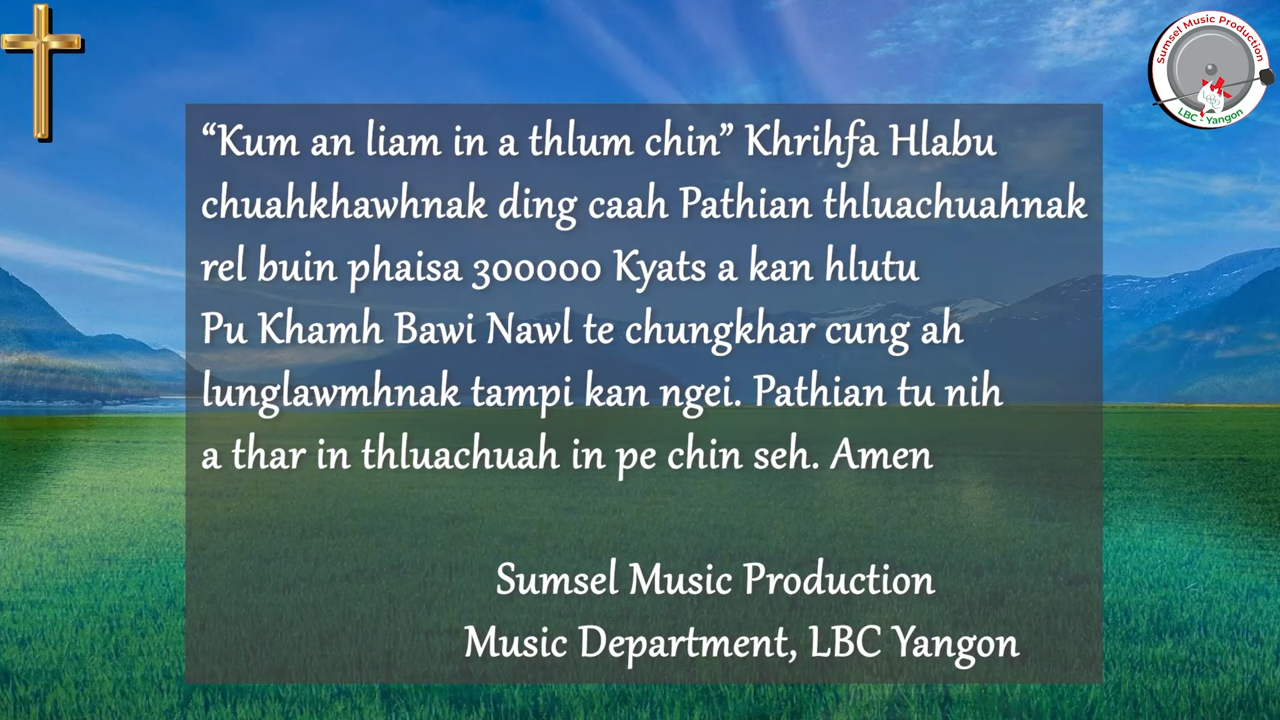 Sumsel Music Production
LBC - Yangon
“Kum an liam in a thlum chin” Khrihfa Hlabu
chuahkhawhnak ding caah Pathian thluachuahnak
rel buin phaisa 300000 Kyats a kan hlutu
Pu Khamh Bawi Nawl te chungkhar cung ah
lunglawmhnak tampi kan ngei. Pathian tu nih
a thar in thluachuah in pe chin seh. Amen
Sumsel Music Production
Music Department, LBC Yangon